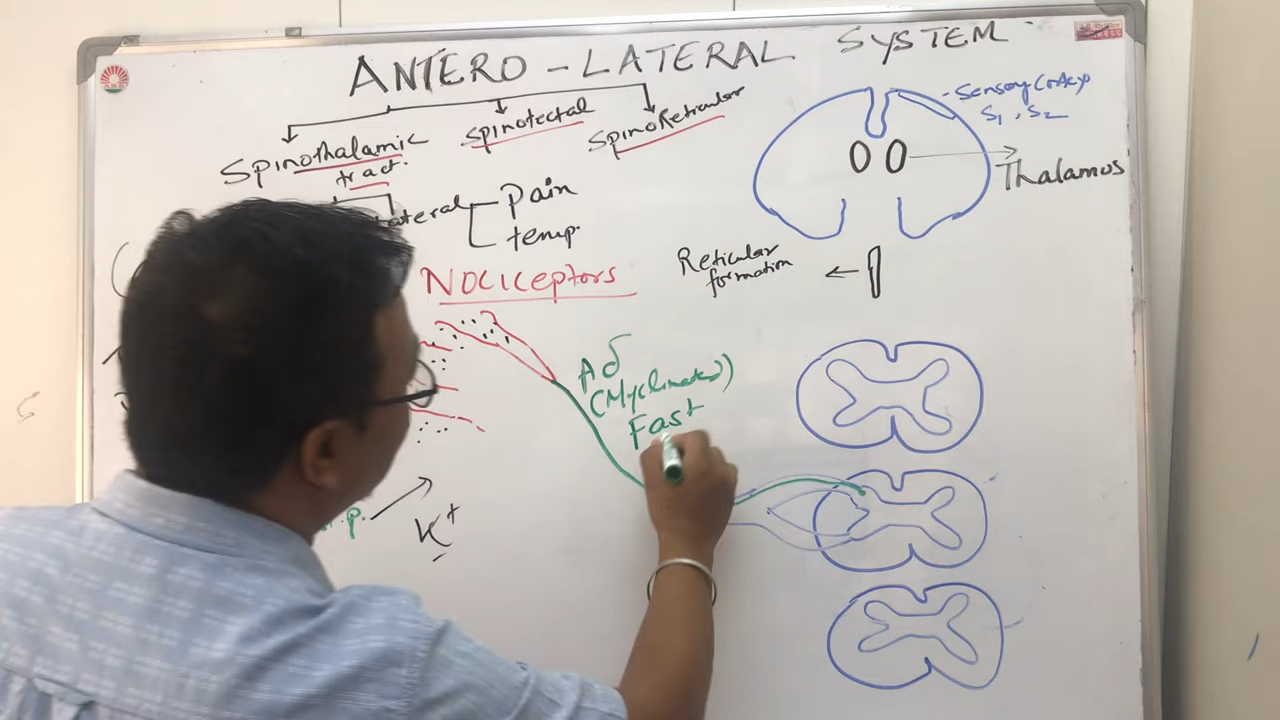 ANTERO - LATERAL SYSTEM
Spinothalamic
tract.
Spinotectal
SpinoReticular
Lateral
Pain
temp.
Sensory
S1, S2
Thalamus
Reticular
formation
NOCICEPTORS
Aδ
(Myelinated)
Fast
K+